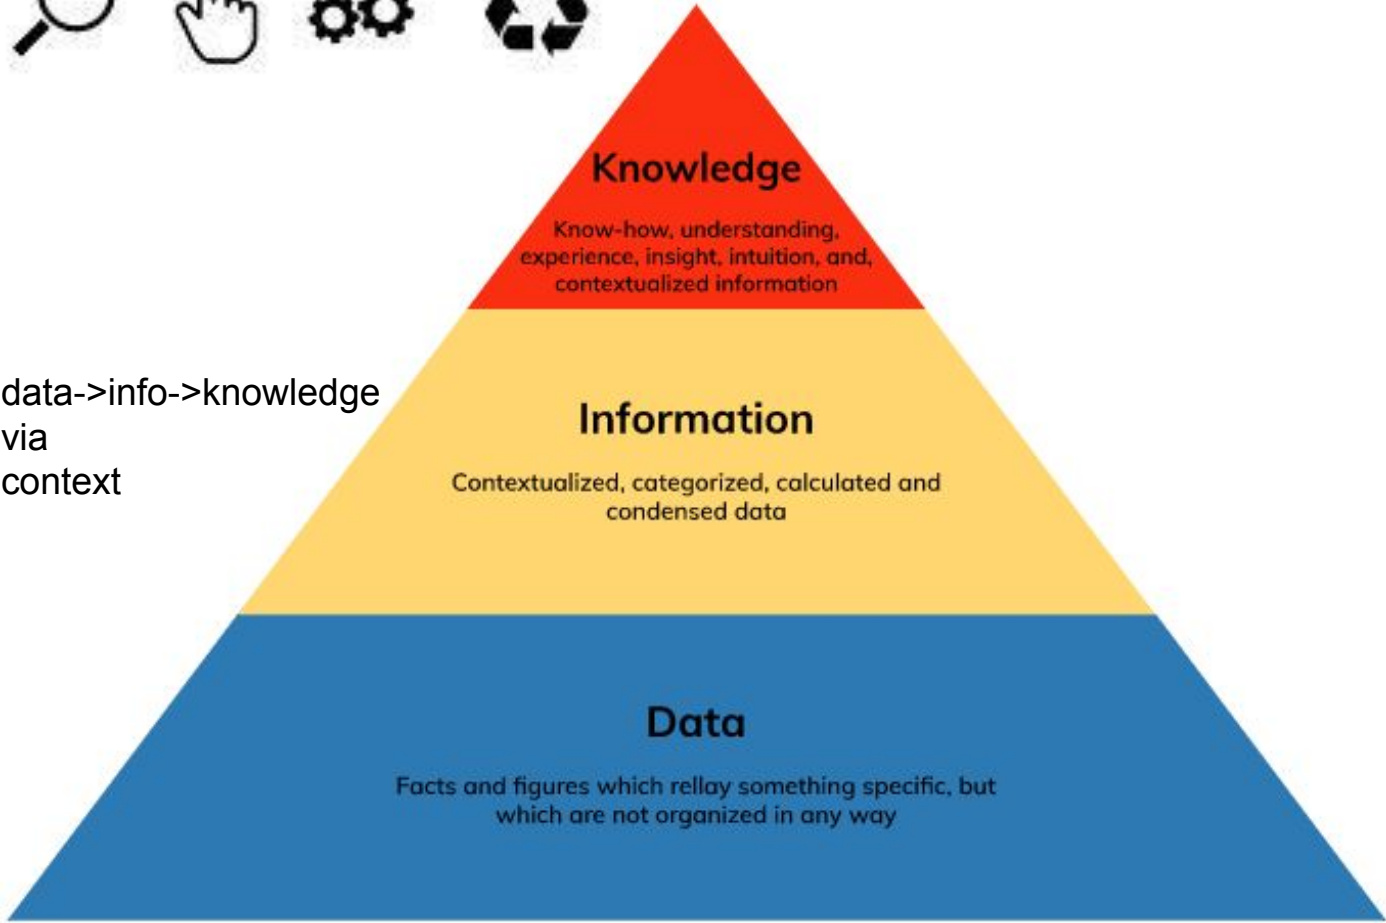 Knowledge
Know-how, understanding,
experience, insight, intuition, and,
contextualized information
data->info->knowledge
via
context
Information
Contextualized, categorized, calculated and
condensed data
Data
Facts and figures which rellay something specific, but
which are not organized in any way